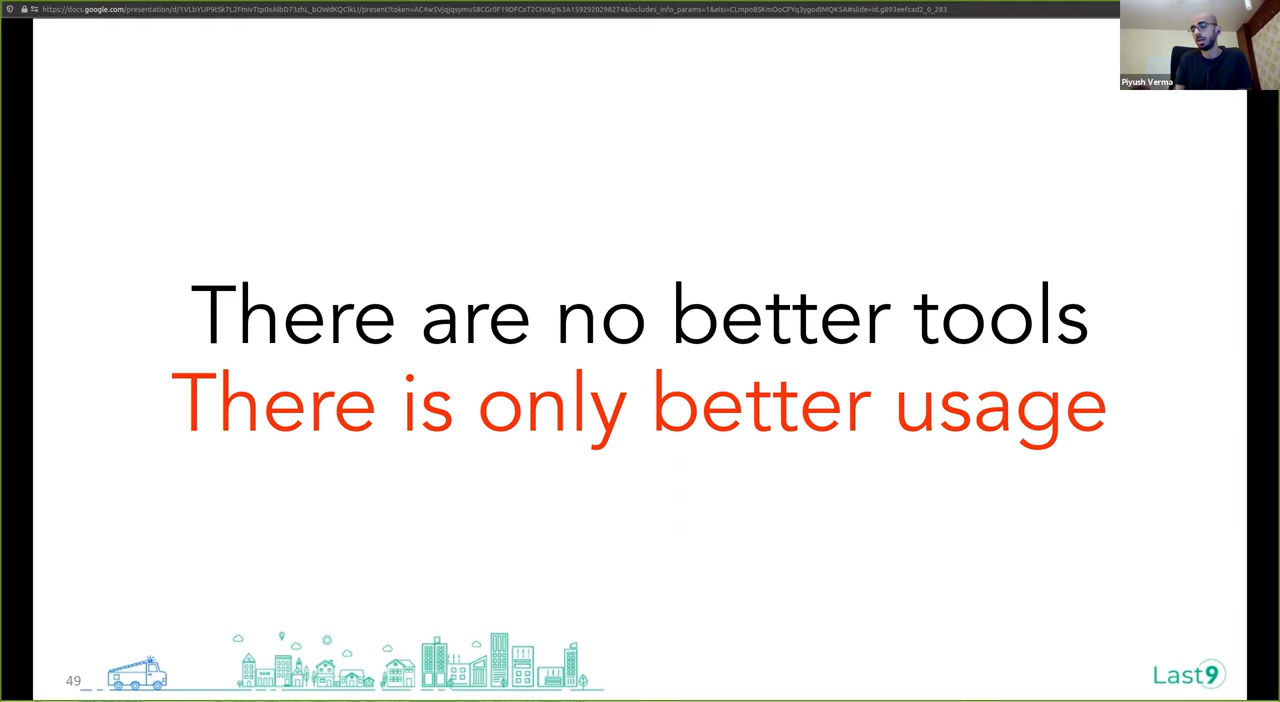 Piyush Verma
There are no better tools
There is only better usage
49
Last9